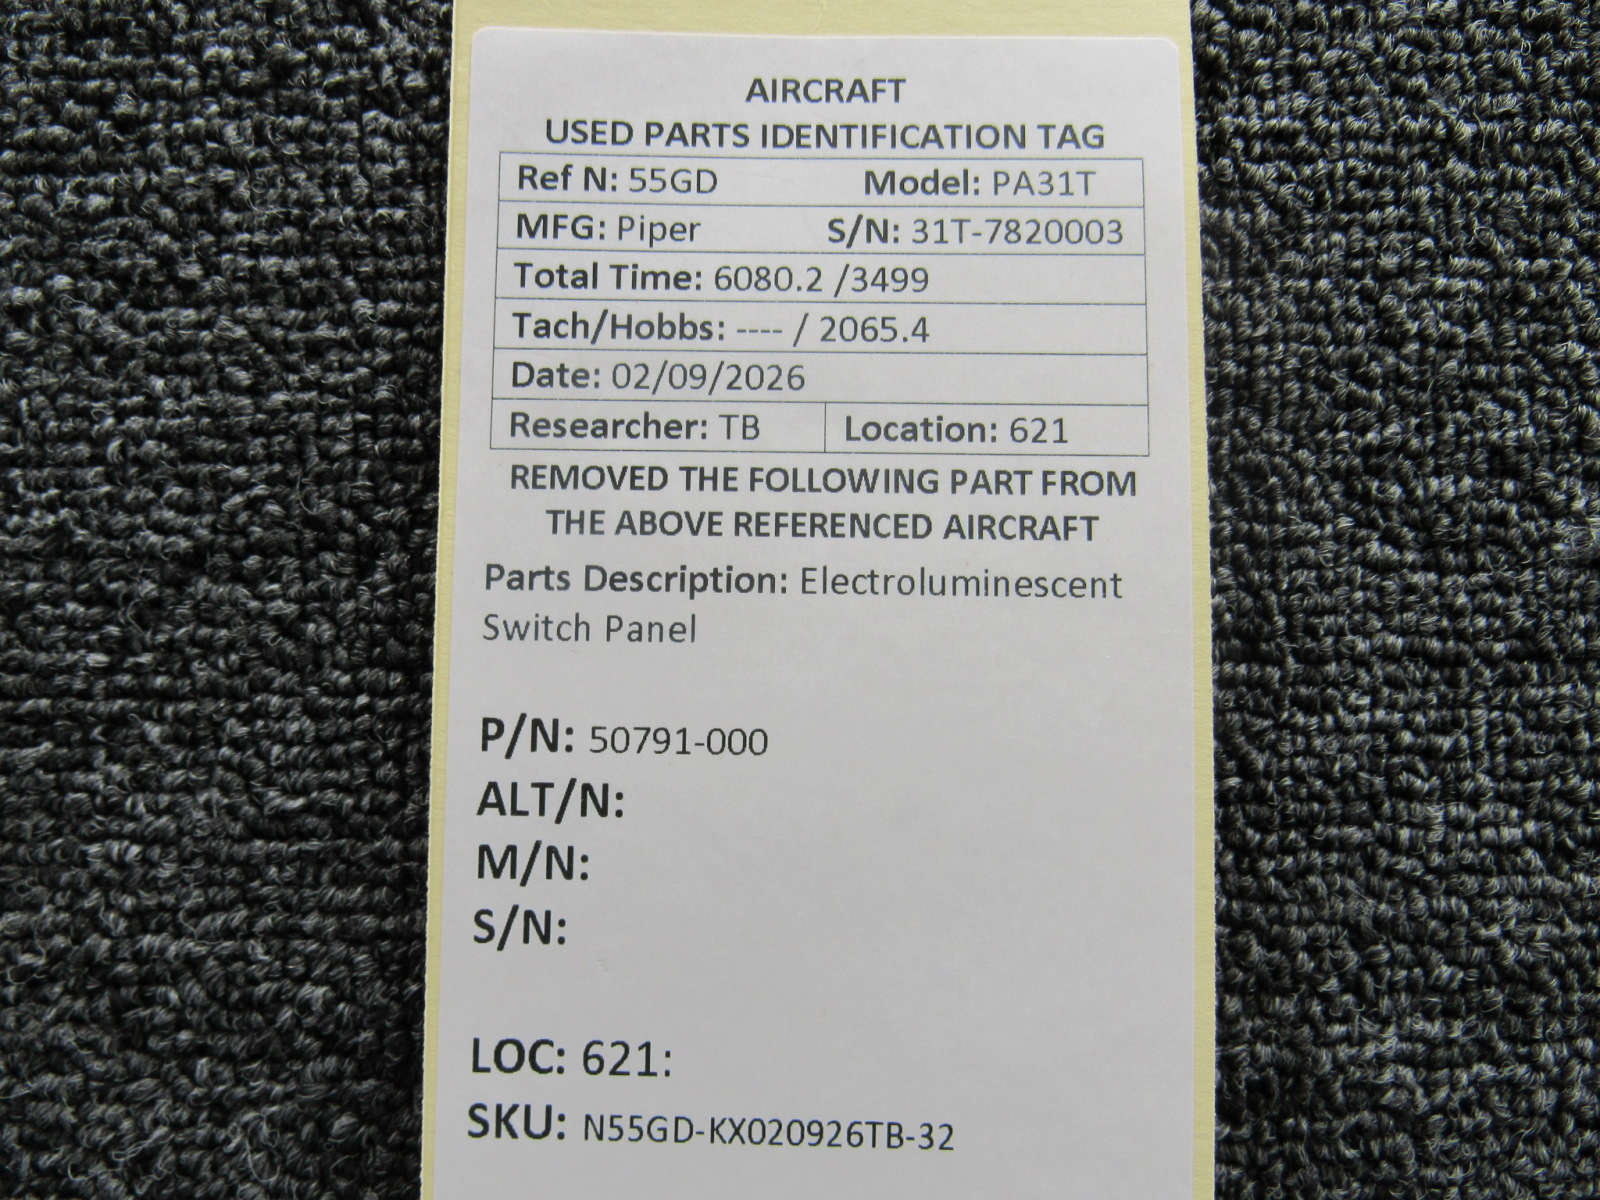 AIRCRAFT
USED PARTS IDENTIFICATION TAG
Ref N: 55GD Model: PA31T
MFG: Piper S/N: 31T-7820003
Total Time: 6080.2 /3499
Tach/Hobbs: ---- / 2065.4
Date: 02/09/2026
Researcher: TB Location: 621
REMOVED THE FOLLOWING PART FROM
THE ABOVE REFERENCED AIRCRAFT
Parts Description: Electroluminescent
Switch Panel
P/N: 50791-000
ALT/N:
M/N:
S/N:
LOC: 621:
SKU: N55GD-KX020926TB-32